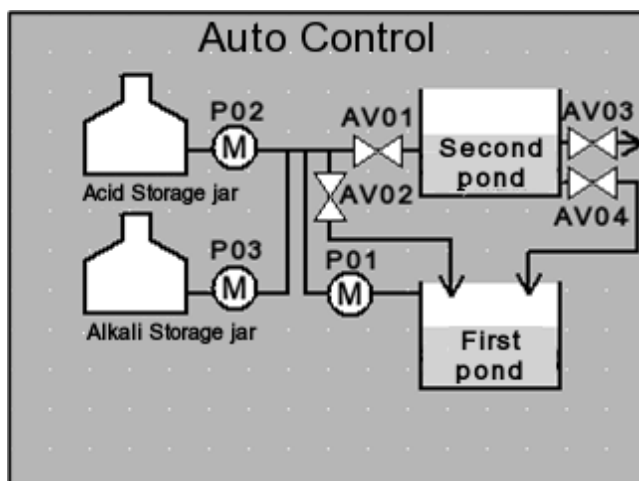 Auto Control
P02
M
AV01
AV03
Acid Storage jar
Second
pond
AV02
AV04
P03
M
Alkali Storage jar
P01
M
First
pond